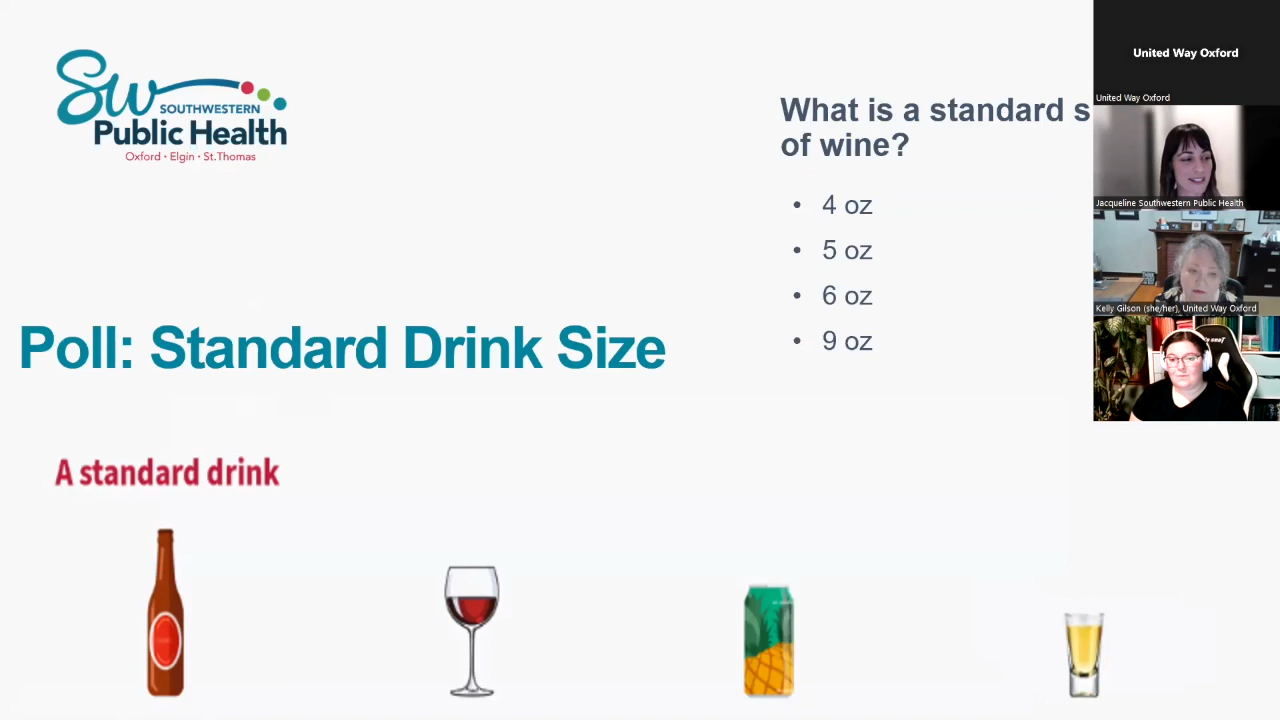 Sw
SOUTHWESTERN
Public Health
Oxford • Elgin • St.Thomas
What is a standard s
of wine?
• 4 oz
• 5 oz
• 6 oz
• 9 oz
Poll: Standard Drink Size
A standard drink
United Way Oxford
United Way Oxford
Jacqueline Southwestern Public Health
Kelly Gilson (she/her), United Way Oxford